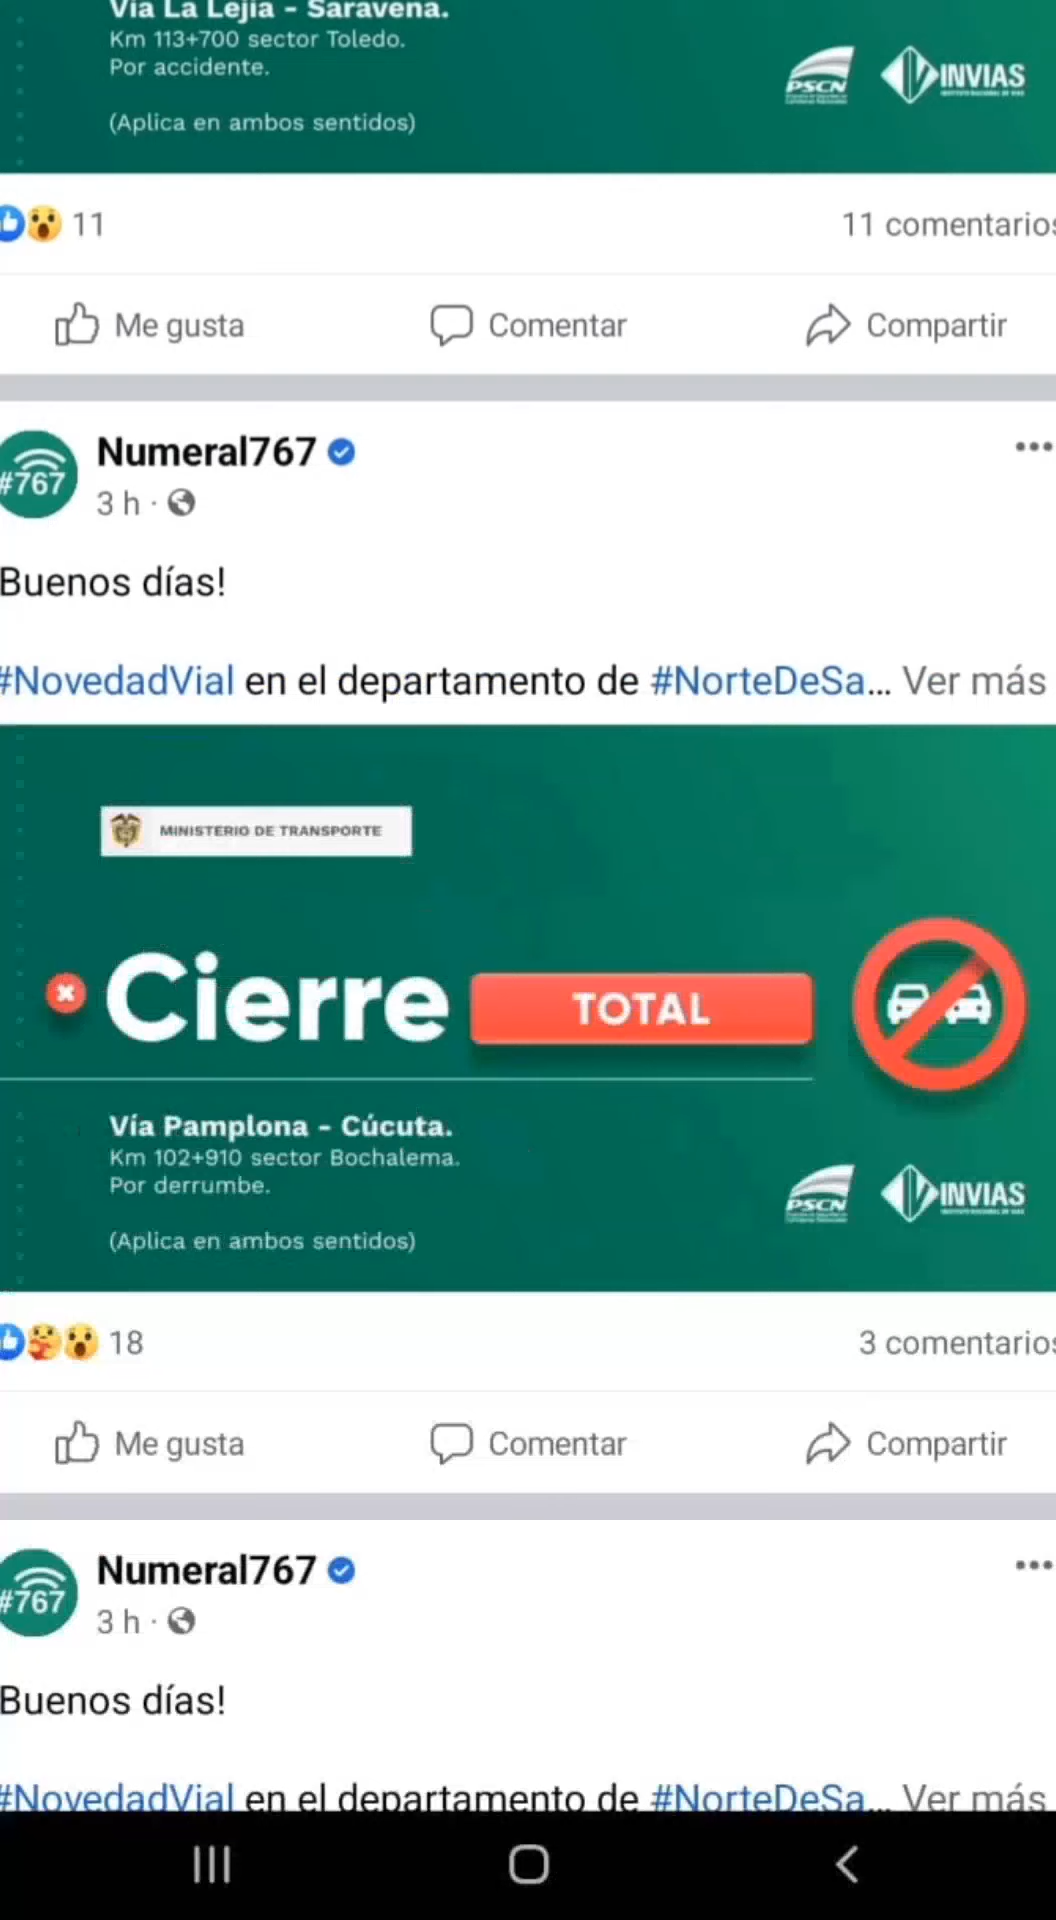 Vía La Lejía - Saravena.
Km 113+700 sector Toledo.
Por accidente.
(Aplica en ambos sentidos)
PSCN
INVIAS
11
11 comentarios
Me gusta
Comentar
Compartir
#767
Numeral767
3 h ·
Buenos días!
#NovedadVial en el departamento de #NorteDeSa... Ver más
MINISTERIO DE TRANSPORTE
Cierre TOTAL
Vía Pamplona - Cúcuta.
Km 102+910 sector Bochalema.
Por derrumbe.
(Aplica en ambos sentidos)
PSCN
INVIAS
18
3 comentarios
Me gusta
Comentar
Compartir
#767
Numeral767
3 h ·
Buenos días!
#NovedadVial en el departamento de #NorteDeSa... Ver más